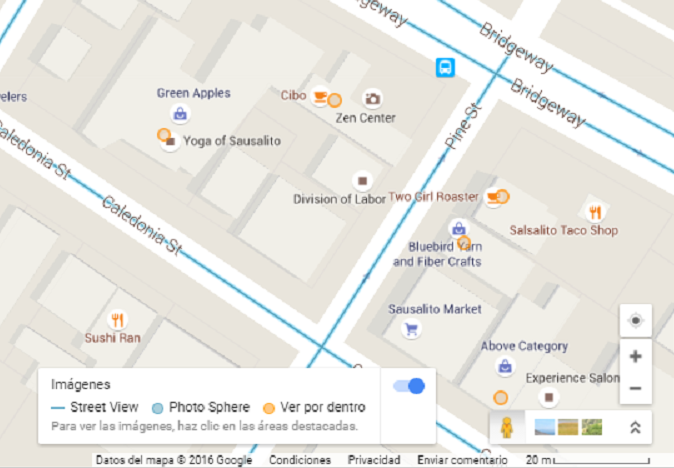 geway
Bridgeway
Bridgeway
elers
Green Apples
Cibo
Zen Center
Pine St
Yoga of Sausalito
Caledonia St
Caledonia St
Division of Labor
Two Girl Roaster
Salsalito Taco Shop
Bluebird Yarn
and Fiber Crafts
Sausalito Market
Sushi Ran
Above Category
Experience Salon
Imágenes
Street View
Photo Sphere
Ver por dentro
Para ver las imágenes, haz clic en las áreas destacadas.
Datos del mapa © 2016 Google
Condiciones
Privacidad
Enviar comentario
20 m